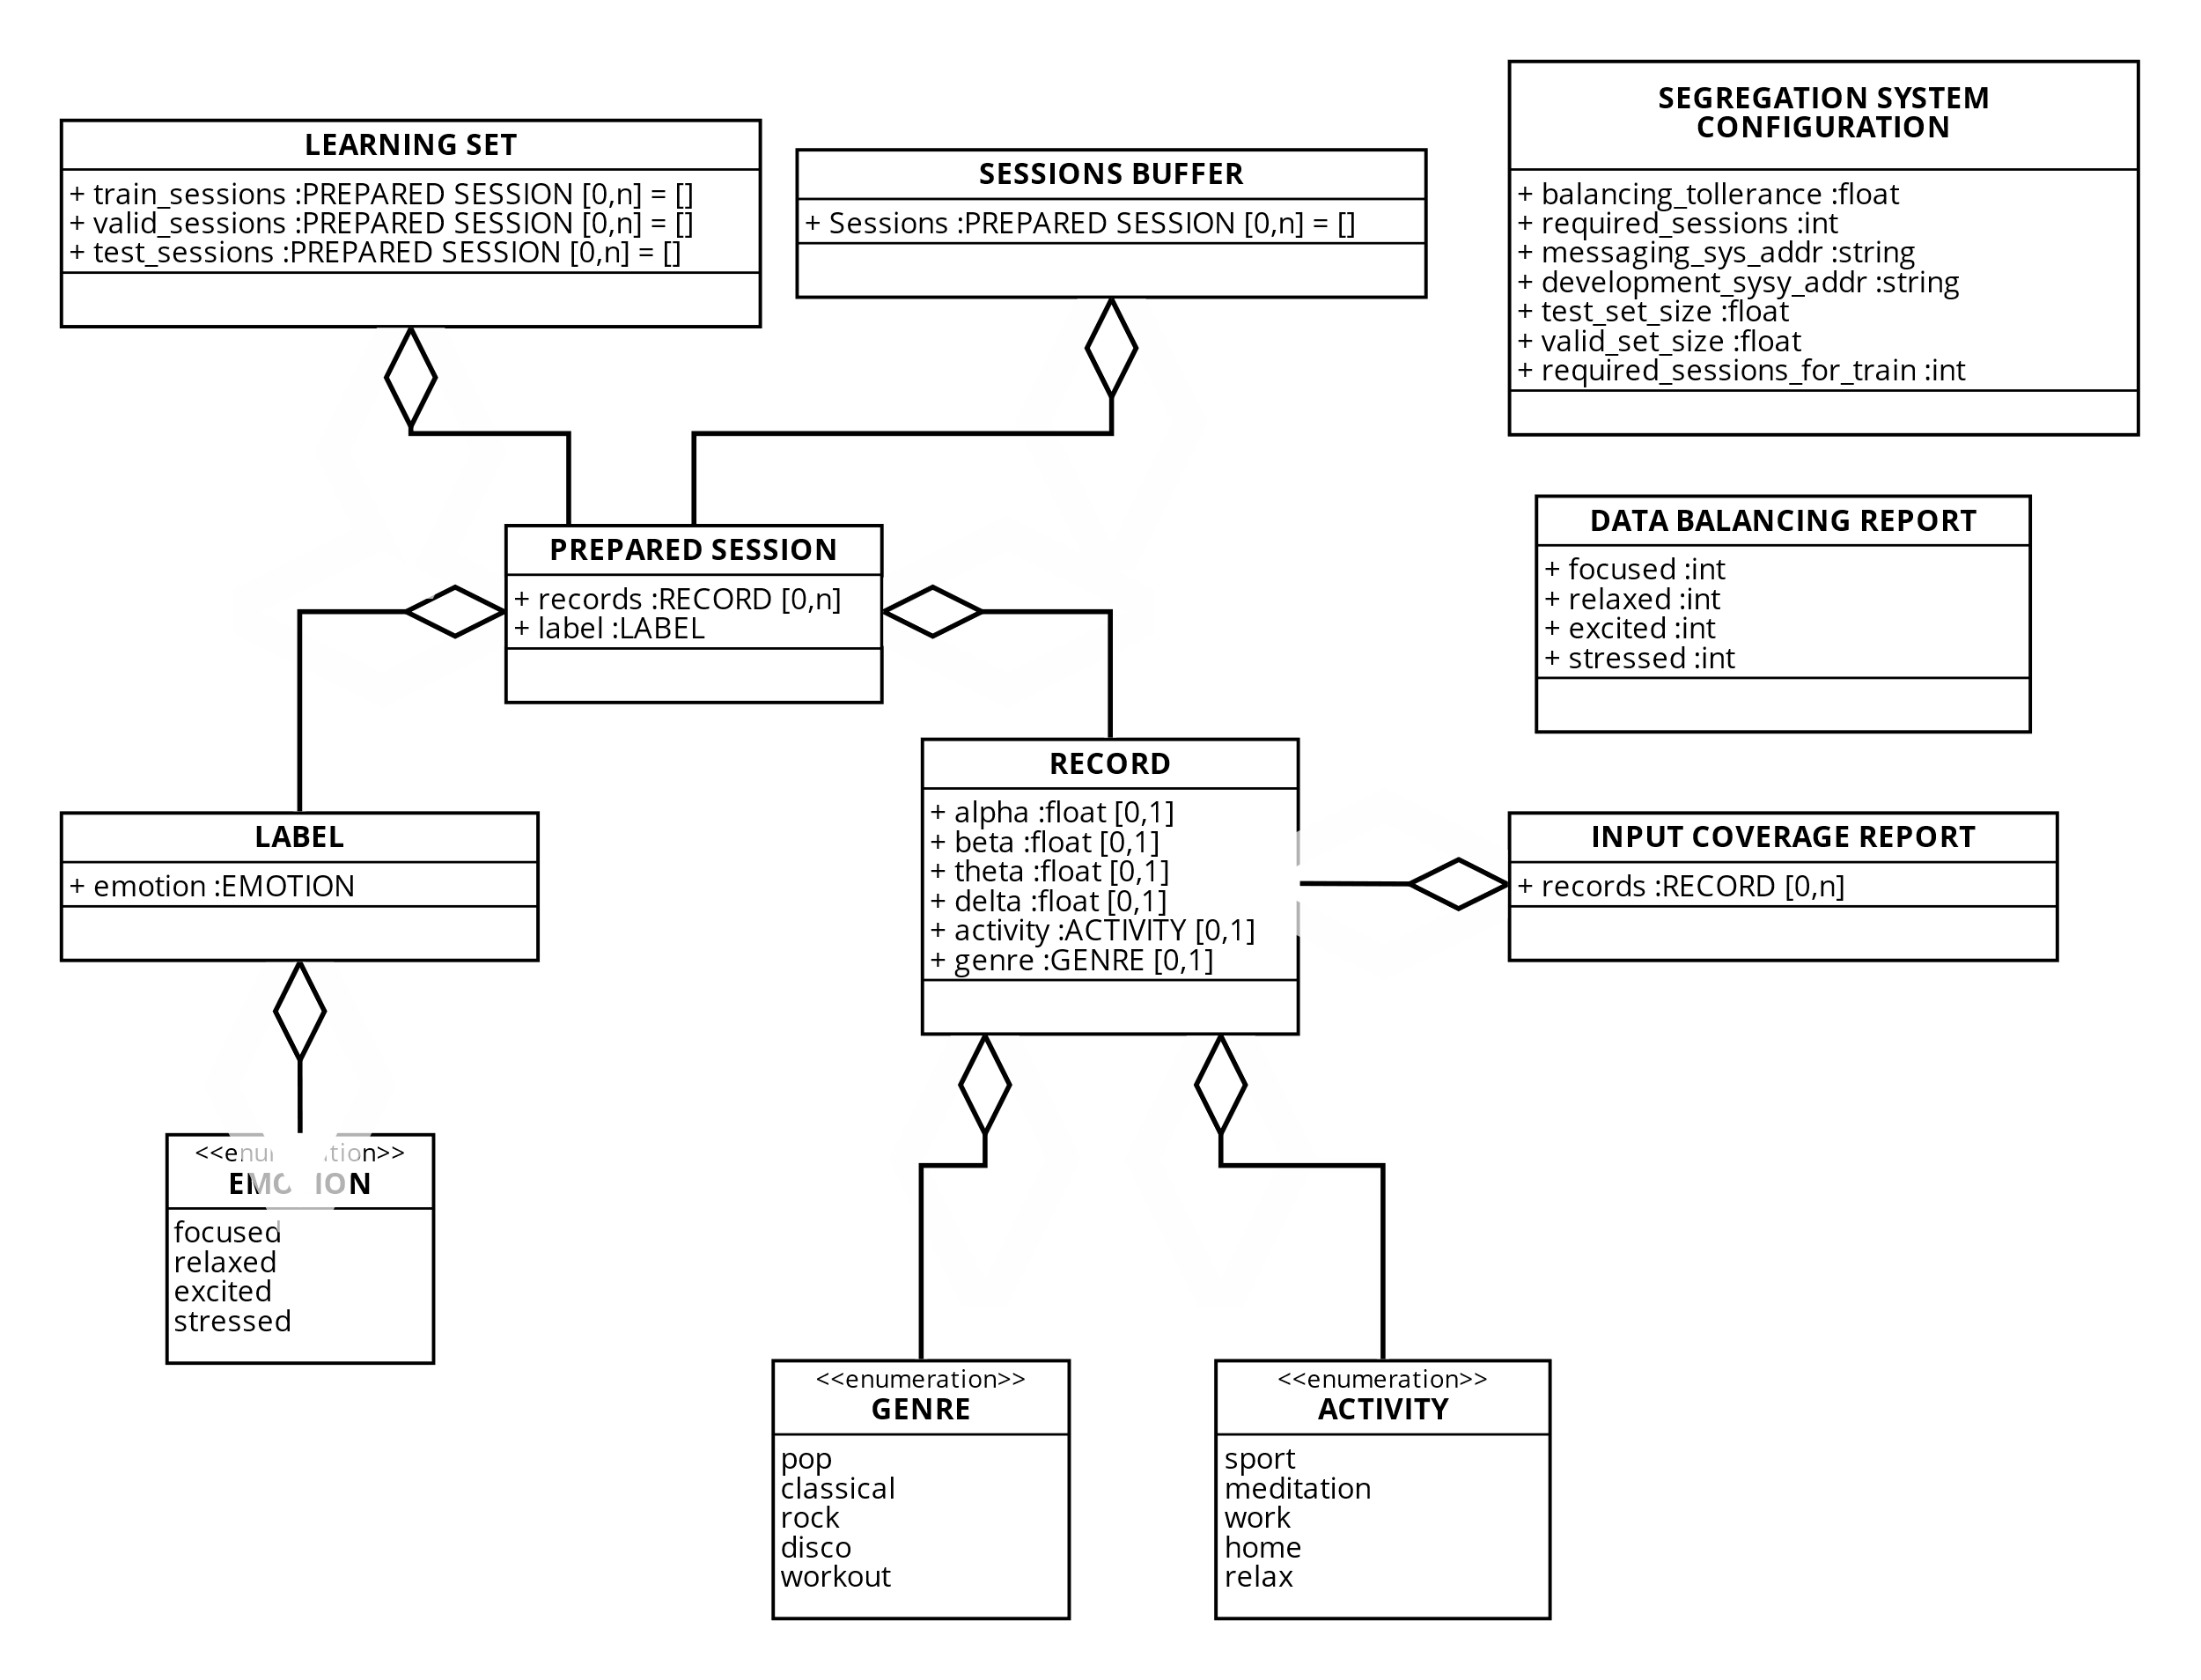 LEARNING SET
+ train_sessions :PREPARED SESSION [0,n] = []
+ valid_sessions :PREPARED SESSION [0,n] = []
+ test_sessions :PREPARED SESSION [0,n] = []
SESSIONS BUFFER
+ Sessions :PREPARED SESSION [0,n] = []
SEGREGATION SYSTEM
CONFIGURATION
+ balancing_tollerance :float
+ required_sessions :int
+ messaging_sys_addr :string
+ development_sysy_addr :string
+ test_set_size :float
+ valid_set_size :float
+ required_sessions_for_train :int
PREPARED SESSION
+ records :RECORD [0,n]
+ label :LABEL
DATA BALANCING REPORT
+ focused :int
+ relaxed :int
+ excited :int
+ stressed :int
LABEL
+ emotion :EMOTION
RECORD
+ alpha :float [0,1]
+ beta :float [0,1]
+ theta :float [0,1]
+ delta :float [0,1]
+ activity :ACTIVITY [0,1]
+ genre :GENRE [0,1]
INPUT COVERAGE REPORT
+ records :RECORD [0,n]
<<enumeration>>
EMOTION
focused
relaxed
excited
stressed
<<enumeration>>
GENRE
pop
classical
rock
disco
workout
<<enumeration>>
ACTIVITY
sport
meditation
work
home
relax